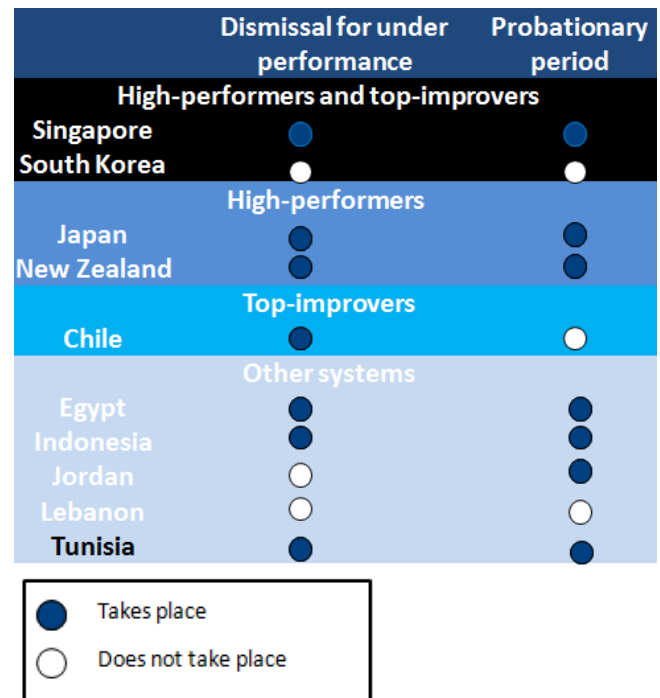 Dismissal for under performance
Probationary period
High-performers and top-improvers
Singapore
South Korea
High-performers
Japan
New Zealand
Top-improvers
Chile
Other systems
Egypt
Indonesia
Jordan
Lebanon
Tunisia
Takes place
Does not take place